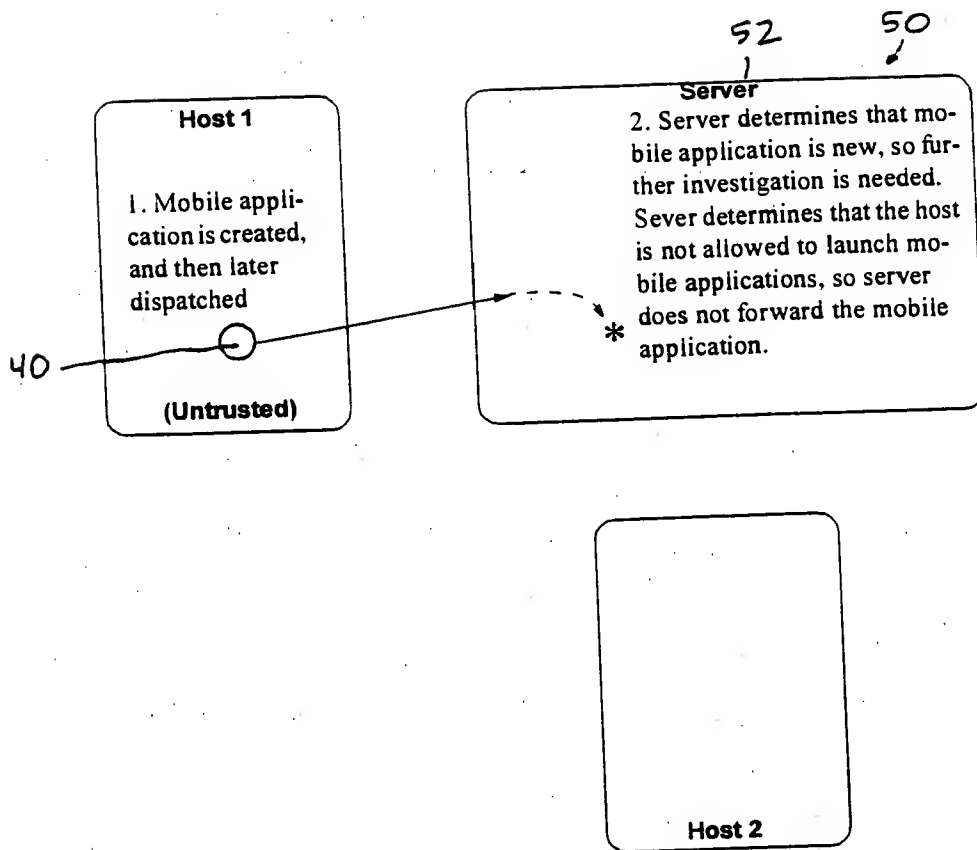 52
50
Host 1
1. Mobile appli-
cation is created,
and then later
dispatched
40
(Untrusted)
Server
2. Server determines that mo-
bile application is new, so fur-
ther investigation is needed.
Sever determines that the host
is not allowed to launch mo-
bile applications, so server
does not forward the mobile
application.
*
Host 2